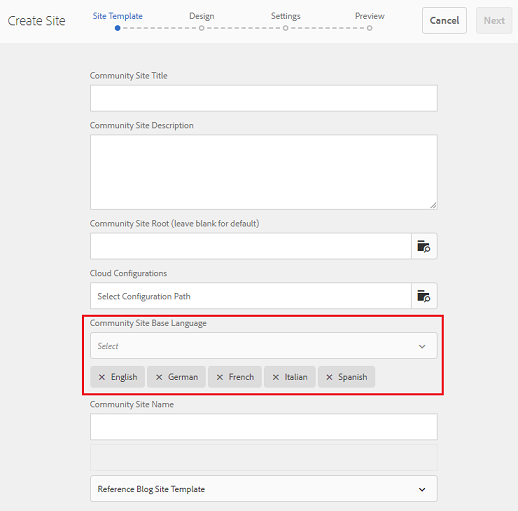 Create Site
Site Template Design Settings Preview
Cancel Next
Community Site Title
Community Site Description
Community Site Root (leave blank for default)
Cloud Configurations
Select Configuration Path
Community Site Base Language
Select
× English × German × French × Italian × Spanish
Community Site Name
Reference Blog Site Template